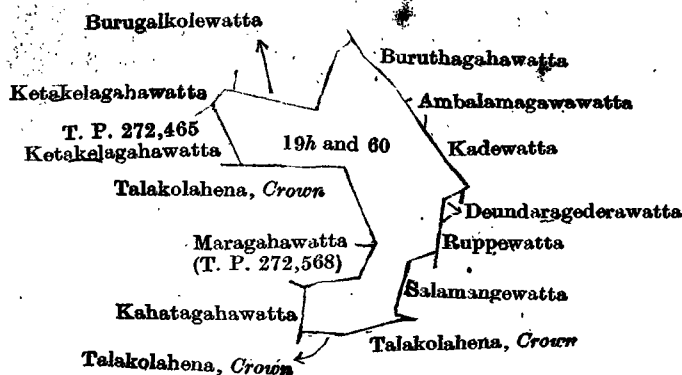 Burugalkolewatta
Buruthagahawatta
Ketakelagahawatta
Ambalamagawawatta
T. P. 272,465
19h and 60
Ketakelagahawatta
Kadewatta
Talakolahena, Crown
Deundaragederawatta
Maragahawatta
(T. P. 272,568)
Ruppewatta
Salamangewatta
Kahatagahawatta
Talakolahena, Crown
Talakolahena, Crown